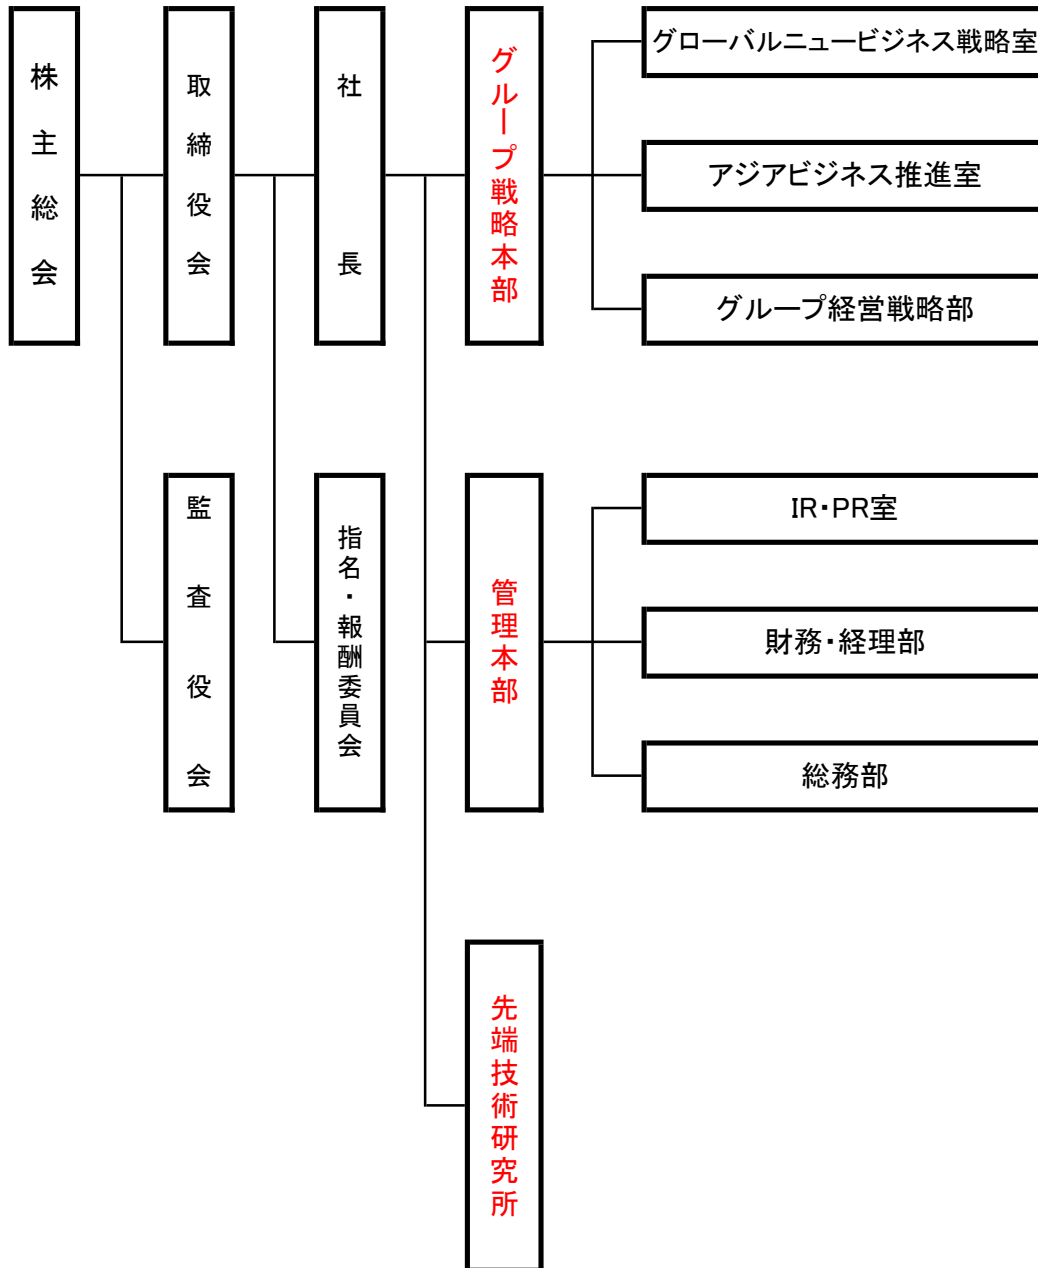 株主総会
取締役会
社長
グループ戦略本部
グローバルニュービジネス戦略室
アジアビジネス推進室
グループ経営戦略部
監査役会
指名・報酬委員会
管理本部
IR・PR室
財務・経理部
総務部
先端技術研究所